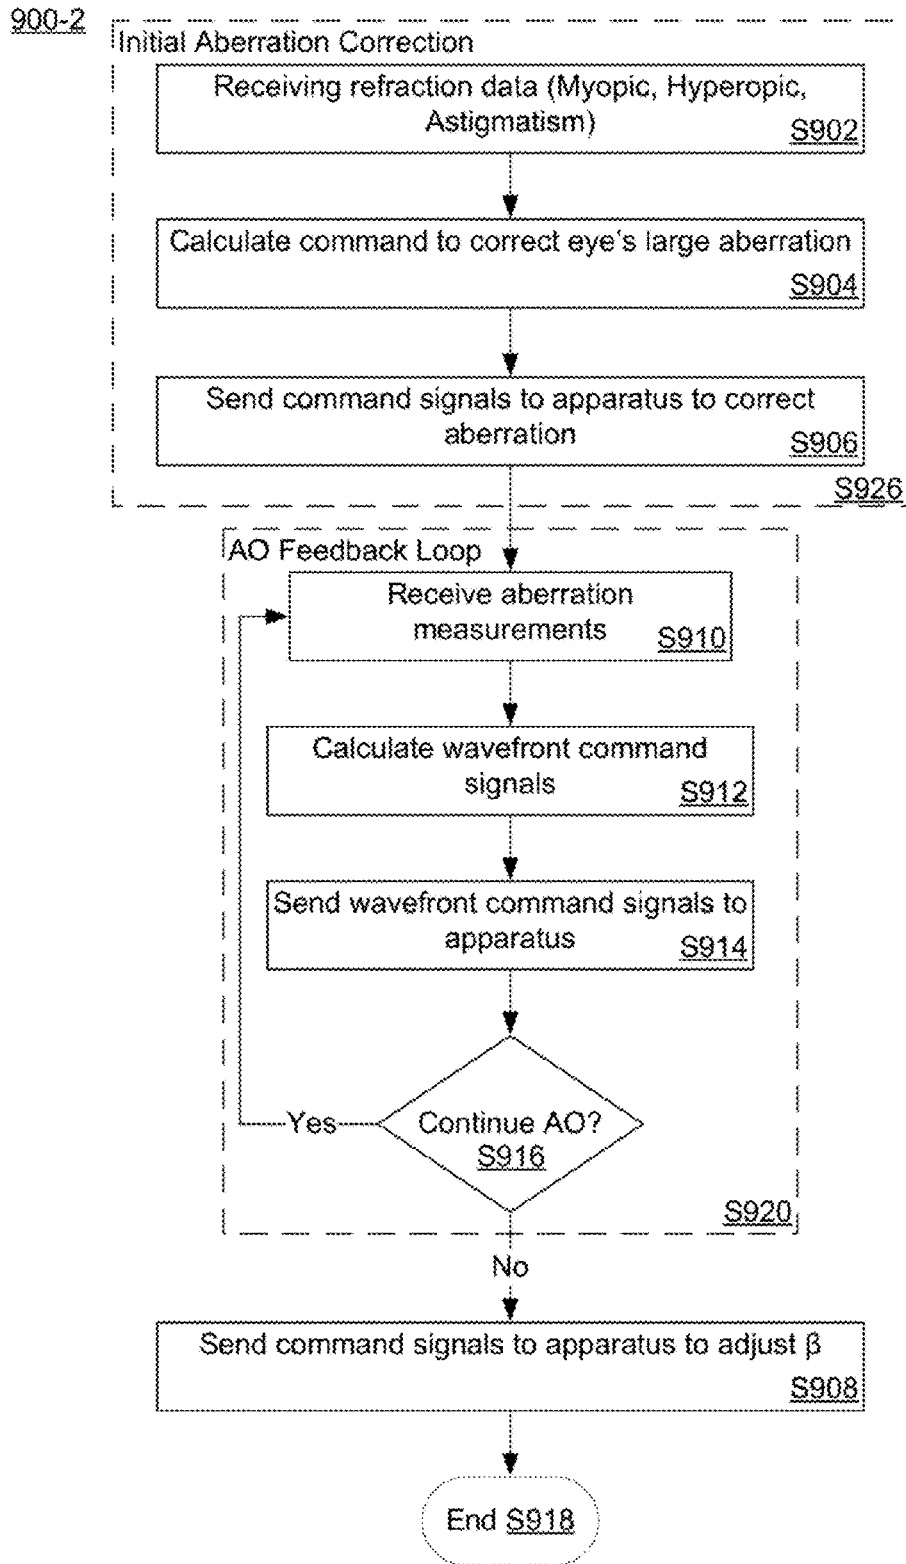 900-2
Initial Aberration Correction
Receiving refraction data (Myopic, Hyperopic,
Astigmatism)
S902
Calculate command to correct eye's large aberration
S904
Send command signals to apparatus to correct
aberration
S906
S926
AO Feedback Loop
Receive aberration
measurements
S910
Calculate wavefront command
signals
S912
Send wavefront command signals to
apparatus
S914
Yes
Continue AO?
S916
S920
No
Send command signals to apparatus to adjust β
S908
End S918